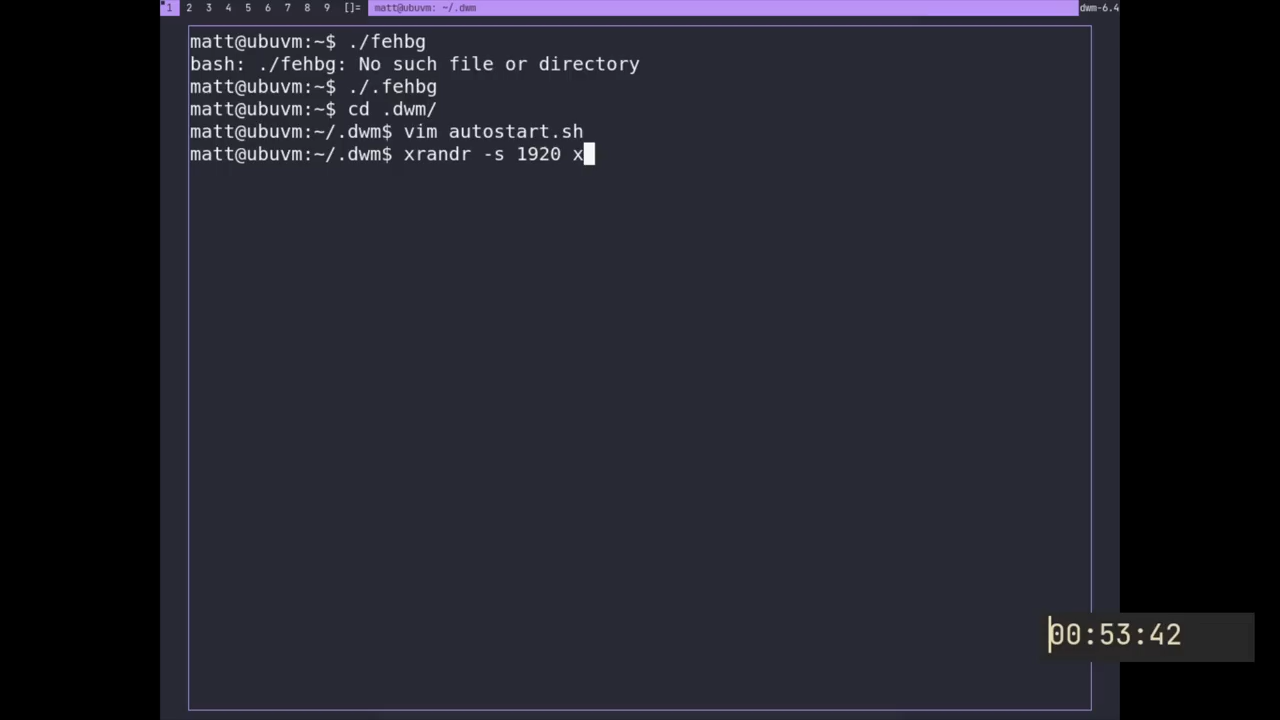 1 2 3 4 5 6 7 8 9 []= matt@ubuvm: ~/.dwm dwm-6.4
matt@ubuvm:~$ ./fehbg
bash: ./fehbg: No such file or directory
matt@ubuvm:~$ ./.fehbg
matt@ubuvm:~$ cd .dwm/
matt@ubuvm:~/.dwm$ vim autostart.sh
matt@ubuvm:~/.dwm$ xrandr -s 1920 x
00:53:42